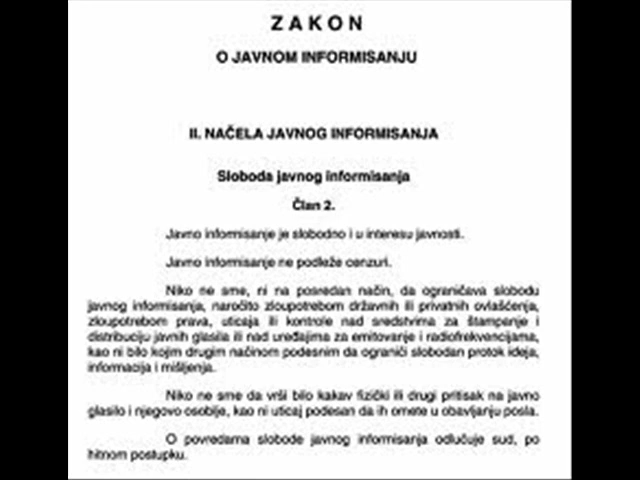 Z A K O N
O JAVNOM INFORMISANJU
II. NAČELA JAVNOG INFORMISANJA
Sloboda javnog informisanja
Član 2.
Javno informisanje je slobodno i u interesu javnosti.
Javno informisanje ne podleže cenzuri.
Niko ne sme, ni na posredan način, da ograničava slobodu
javnog informisanja, naročito zloupotrebom državnih ili privatnih ovlašćenja,
zloupotrebom prava, uticaja ili kontrole nad sredstvima za štampanje i
distribuciju javnih glasila ili nad uređajima za emitovanje i radiofrekvencijama,
kao ni bilo kojim drugim načinom podesnim da ograniči slobodan protok ideja,
informacija i mišljenja.
Niko ne sme da vrši bilo kakav fizički ili drugi pritisak na javno
glasilo i njegovo osoblje, kao ni uticaj podesan da ih omete u obavljanju posla.
O povredama slobode javnog informisanja odlučuje sud, po
hitnom postupku.